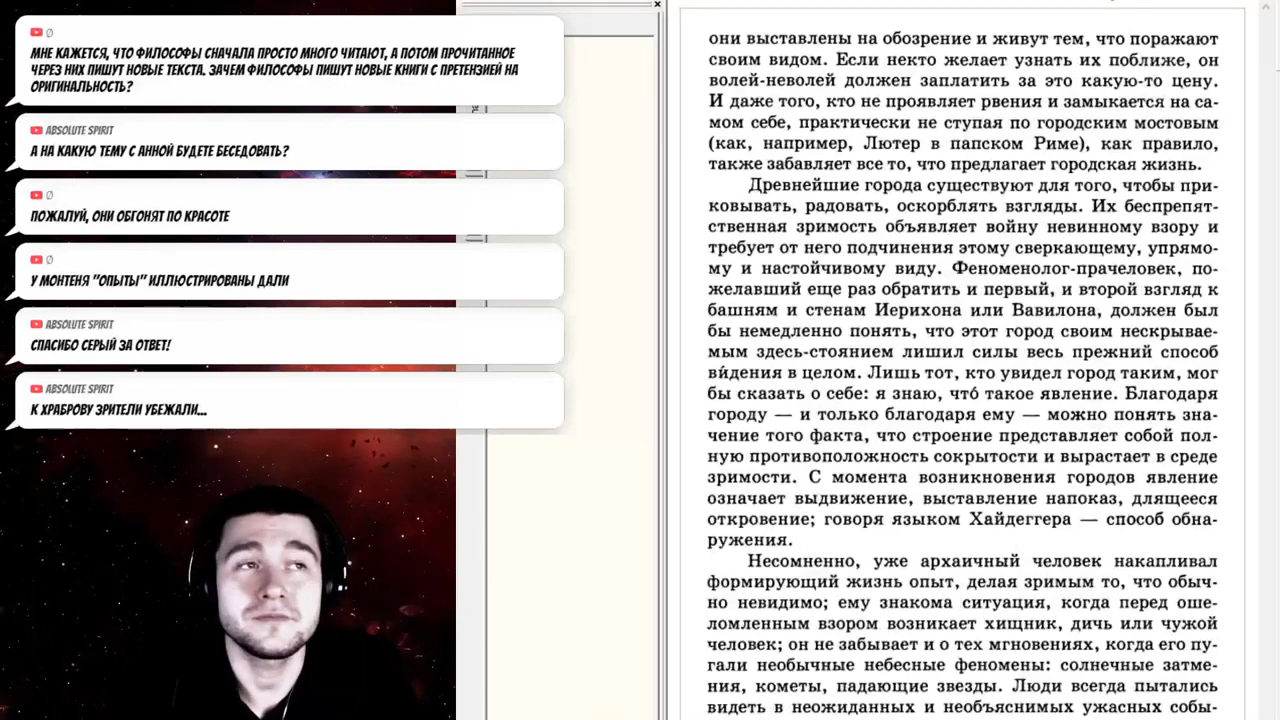 Ø
МНЕ КАЖЕТСЯ, ЧТО ФИЛОСОФЫ СНАЧАЛА ПРОСТО МНОГО ЧИТАЮТ, А ПОТОМ ПРОЧИТАННОЕ
ЧЕРЕЗ НИХ ПИШУТ НОВЫЕ ТЕКСТА. ЗАЧЕМ ФИЛОСОФЫ ПИШУТ НОВЫЕ КНИГИ С ПРЕТЕНЗИЕЙ НА
ОРИГИНАЛЬНОСТЬ?
ABSOLUTE SPIRIT
А НА КАКУЮ ТЕМУ С АННОЙ БУДЕТЕ БЕСЕДОВАТЬ?
Ø
ПОЖАЛУЙ, ОНИ ОБГОНЯТ ПО КРАСОТЕ
Ø
У МОНТЕНЯ "ОПЫТЫ" ИЛЛЮСТРИРОВАНЫ ДАЛИ
ABSOLUTE SPIRIT
СПАСИБО СЕРЫЙ ЗА ОТВЕТ!
ABSOLUTE SPIRIT
К ХРАБРОВУ ЗРИТЕЛИ УБЕЖАЛИ...
они выставлены на обозрение и живут тем, что поражают
своим видом. Если некто желает узнать их поближе, он
волей-неволей должен заплатить за это какую-то цену.
И даже того, кто не проявляет рвения и замыкается на са-
мом себе, практически не ступая по городским мостовым
(как, например, Лютер в папском Риме), как правило,
также забавляет все то, что предлагает городская жизнь.
Древнейшие города существуют для того, чтобы при-
ковывать, радовать, оскорблять взгляды. Их беспрепят-
ственная зримость объявляет войну невинному взору и
требует от него подчинения этому сверкающему, упрямо-
му и настойчивому виду. Феноменолог-прачеловек, по-
желавший еще раз обратить и первый, и второй взгляд к
башням и стенам Иерихона или Вавилона, должен был
бы немедленно понять, что этот город своим нескрывае-
мым здесь-стоянием лишил силы весь прежний способ
ви́дения в целом. Лишь тот, кто увидел город таким, мог
бы сказать о себе: я знаю, что́ такое явление. Благодаря
городу — и только благодаря ему — можно понять зна-
чение того факта, что строение представляет собой пол-
ную противоположность сокрытости и вырастает в среде
зримости. С момента возникновения городов явление
означает выдвижение, выставление напоказ, длящееся
откровение; говоря языком Хайдеггера — способ обна-
ружения.
Несомненно, уже архаичный человек накапливал
формирующий жизнь опыт, делая зримым то, что обыч-
но невидимо; ему знакома ситуация, когда перед оше-
ломленным взором возникает хищник, дичь или чужой
человек; он не забывает и о тех мгновениях, когда его пу-
гали необычные небесные феномены: солнечные затме-
ния, кометы, падающие звезды. Люди всегда пытались
видеть в неожиданных и необъяснимых ужасных собы-